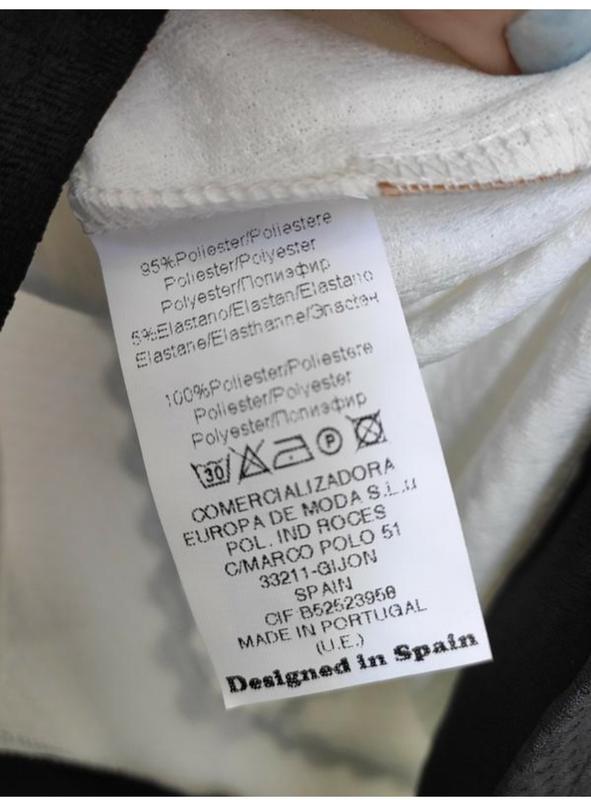 95%Poliester/Poliestere
Poliester/Polyester
Polyester/Полиэфир
5%Elastano/Elastan/Elastano
Elastane/Elasthanne/Эластан
100%Poliester/Poliestere
Poliester/Polyester
Polyester/Полиэфир
30 P
COMERCIALIZADORA
EUROPA DE MODA S.L.u
POL. IND ROCES
C/MARCO POLO 51
33211-GIJON
SPAIN
CIF B52523958
MADE IN PORTUGAL
(U.E.)
Designed in Spain